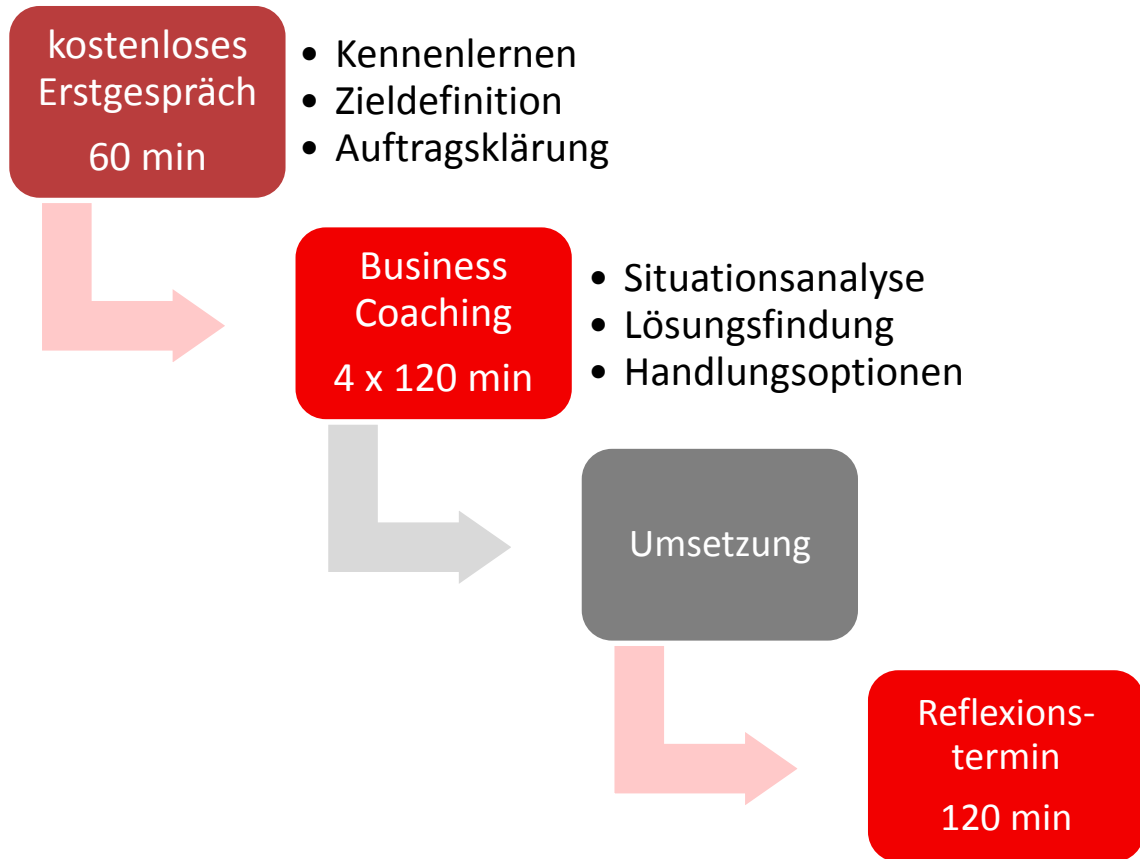 kostenloses
Erstgespräch
60 min
• Kennenlernen
• Zieldefinition
• Auftragsklärung
Business
Coaching
4 x 120 min
• Situationsanalyse
• Lösungsfindung
• Handlungsoptionen
Umsetzung
Reflexions-
termin
120 min